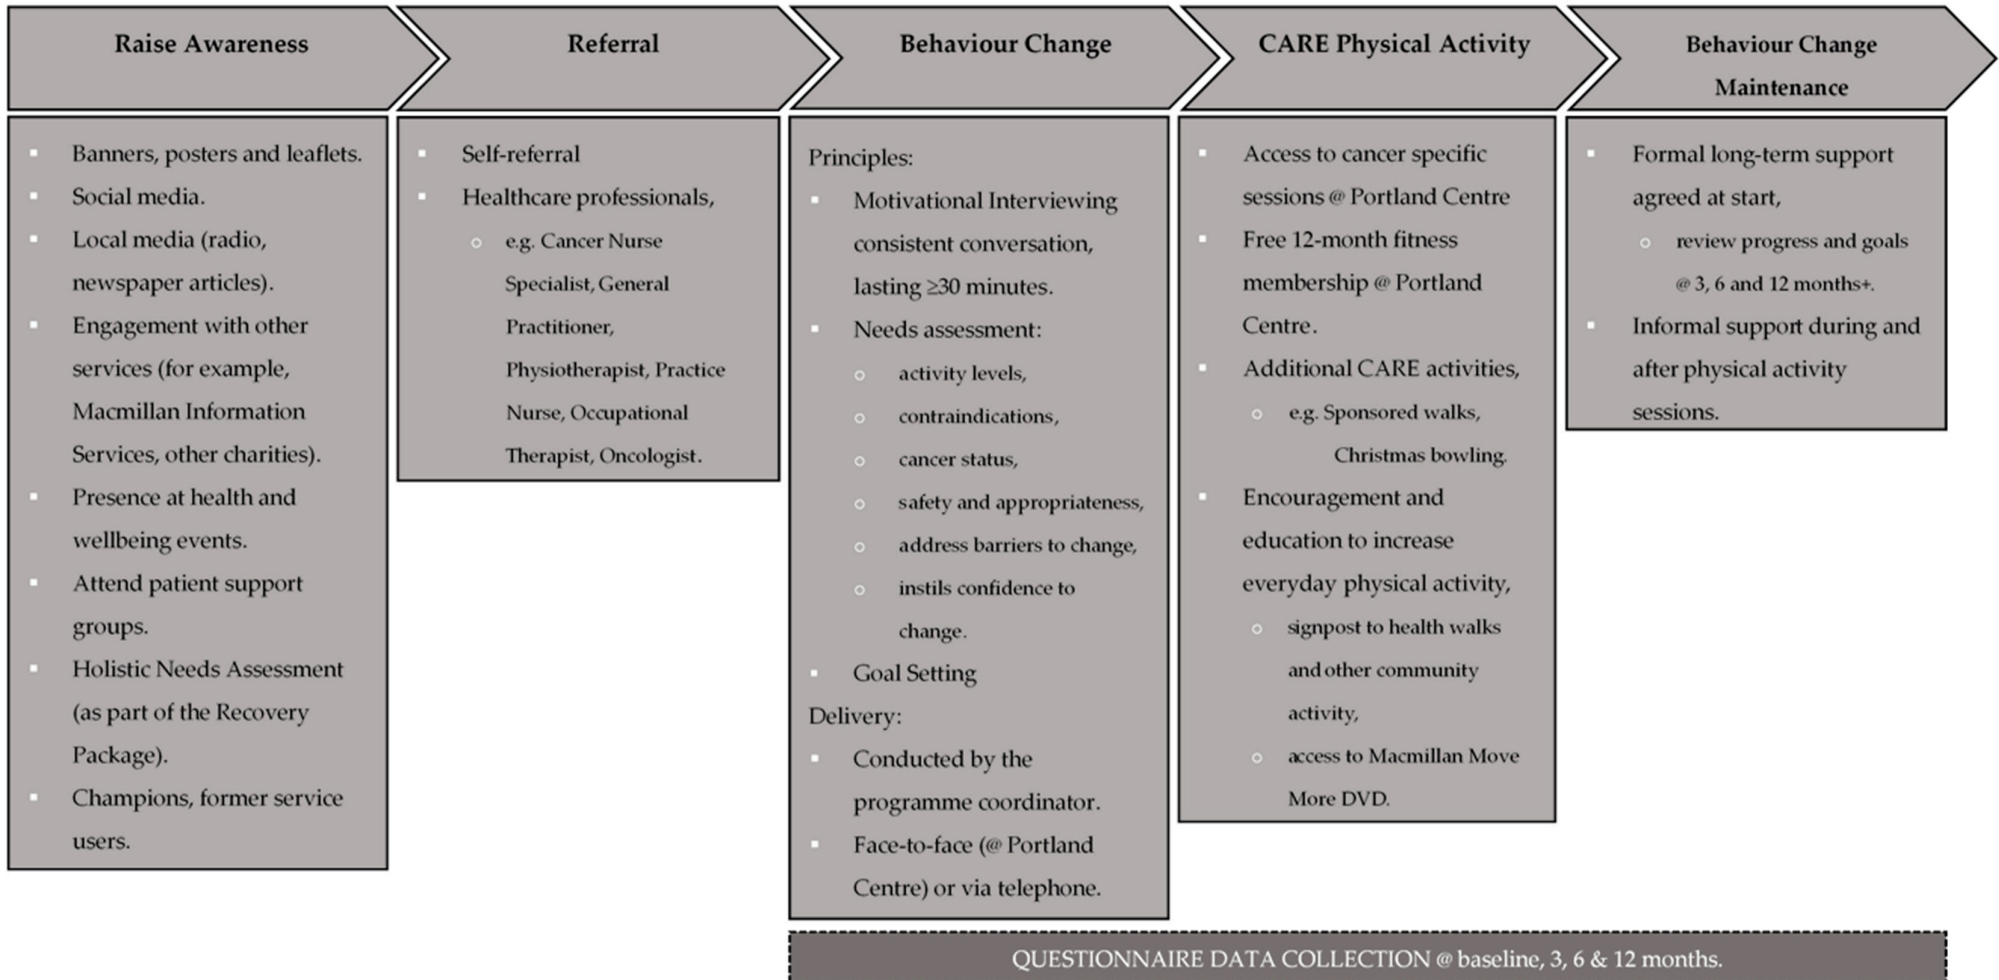 Raise Awareness
Referral
Behaviour Change
CARE Physical Activity
Behaviour Change
Maintenance
Banners, posters and leaflets.
Social media.
Local media (radio,
newspaper articles).
Engagement with other
services (for example,
Macmillan Information
Services, other charities).
Presence at health and
wellbeing events.
Attend patient support
groups.
Holistic Needs Assessment
(as part of the Recovery
Package).
Champions, former service
users.
Self-referral
Healthcare professionals,
e.g. Cancer Nurse
Specialist, General
Practitioner,
Physiotherapist, Practice
Nurse, Occupational
Therapist, Oncologist.
Principles:
Motivational Interviewing
consistent conversation,
lasting ≥30 minutes.
Needs assessment:
activity levels,
contraindications,
cancer status,
safety and appropriateness,
address barriers to change,
instils confidence to
change.
Goal Setting
Delivery:
Conducted by the
programme coordinator.
Face-to-face (@ Portland
Centre) or via telephone.
Access to cancer specific
sessions @ Portland Centre
Free 12-month fitness
membership @ Portland
Centre.
Additional CARE activities,
e.g. Sponsored walks,
Christmas bowling.
Encouragement and
education to increase
everyday physical activity,
signpost to health walks
and other community
activity,
access to Macmillan Move
More DVD.
Formal long-term support
agreed at start,
review progress and goals
@ 3, 6 and 12 months+.
Informal support during and
after physical activity
sessions.
QUESTIONNAIRE DATA COLLECTION @ baseline, 3, 6 & 12 months.